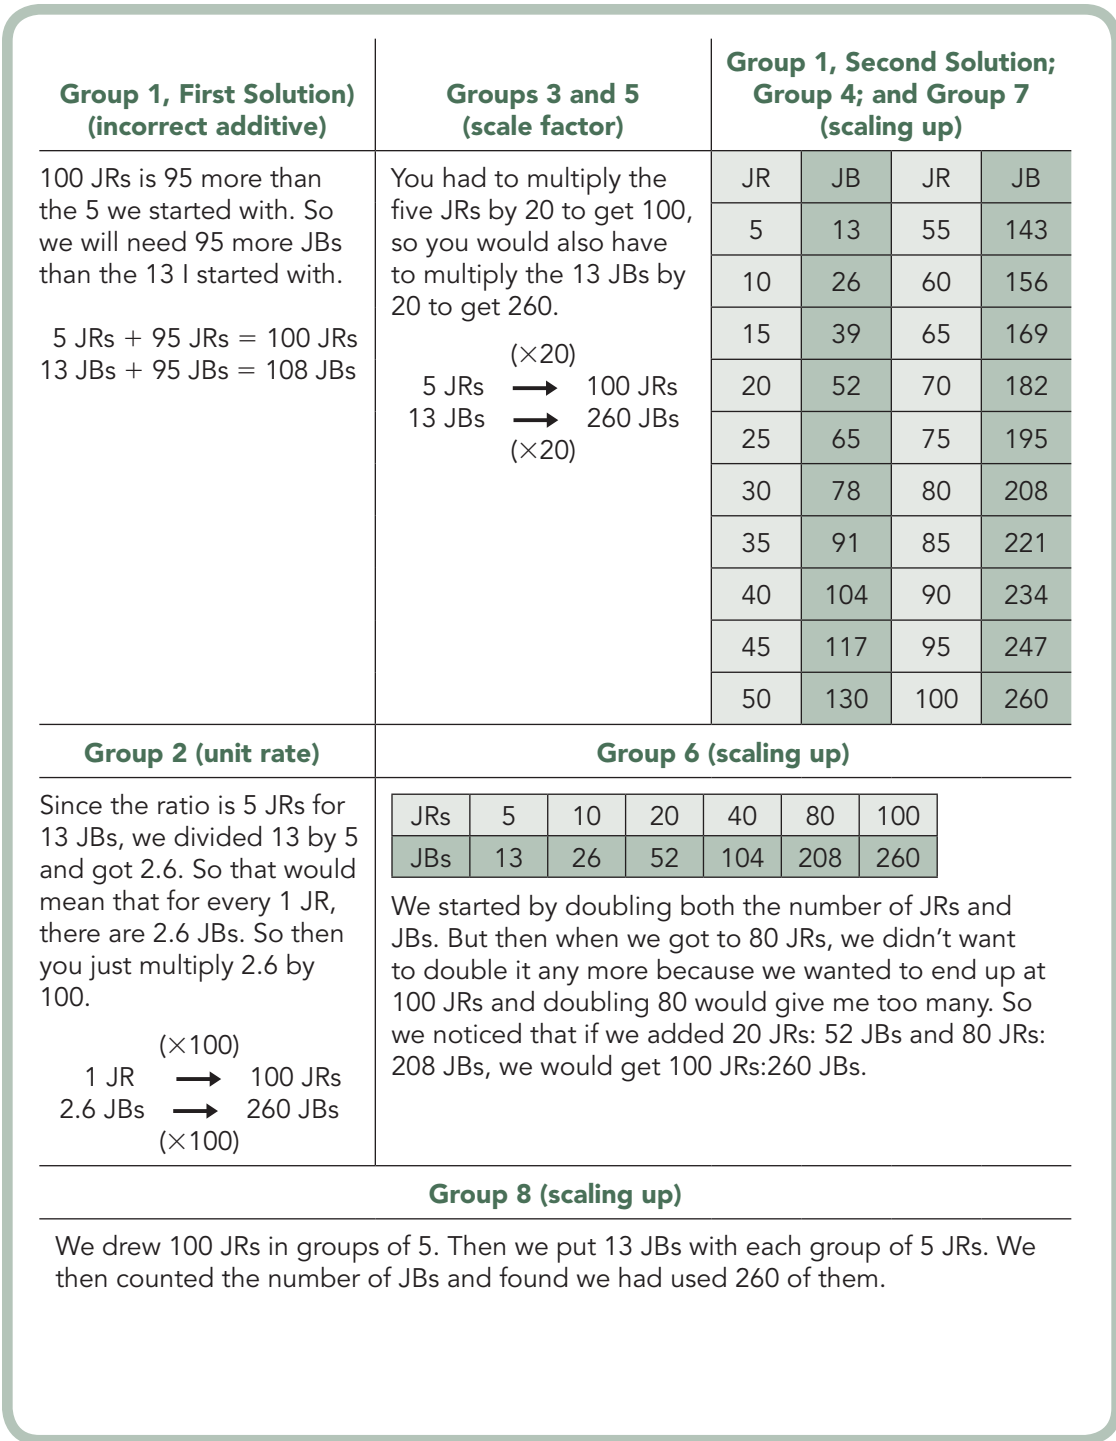 Group 1, First Solution)
(incorrect additive)
100 JRs is 95 more than
the 5 we started with. So
we will need 95 more JBs
than the 13 I started with.
5 JRs + 95 JRs = 100 JRs
13 JBs + 95 JBs = 108 JBs
Groups 3 and 5
(scale factor)
You had to multiply the
five JRs by 20 to get 100,
so you would also have
to multiply the 13 JBs by
20 to get 260.
(×20)
5 JRs → 100 JRs
13 JBs → 260 JBs
(×20)
Group 1, Second Solution;
Group 4; and Group 7
(scaling up)
JR JB JR JB
5 13 55 143
10 26 60 156
15 39 65 169
20 52 70 182
25 65 75 195
30 78 80 208
35 91 85 221
40 104 90 234
45 117 95 247
50 130 100 260
Group 2 (unit rate)
Since the ratio is 5 JRs for
13 JBs, we divided 13 by 5
and got 2.6. So that would
mean that for every 1 JR,
there are 2.6 JBs. So then
you just multiply 2.6 by
100.
(×100)
1 JR → 100 JRs
2.6 JBs → 260 JBs
(×100)
Group 6 (scaling up)
JRs 5 10 20 40 80 100
JBs 13 26 52 104 208 260
We started by doubling both the number of JRs and
JBs. But then when we got to 80 JRs, we didn’t want
to double it any more because we wanted to end up at
100 JRs and doubling 80 would give me too many. So
we noticed that if we added 20 JRs: 52 JBs and 80 JRs:
208 JBs, we would get 100 JRs:260 JBs.
Group 8 (scaling up)
We drew 100 JRs in groups of 5. Then we put 13 JBs with each group of 5 JRs. We
then counted the number of JBs and found we had used 260 of them.